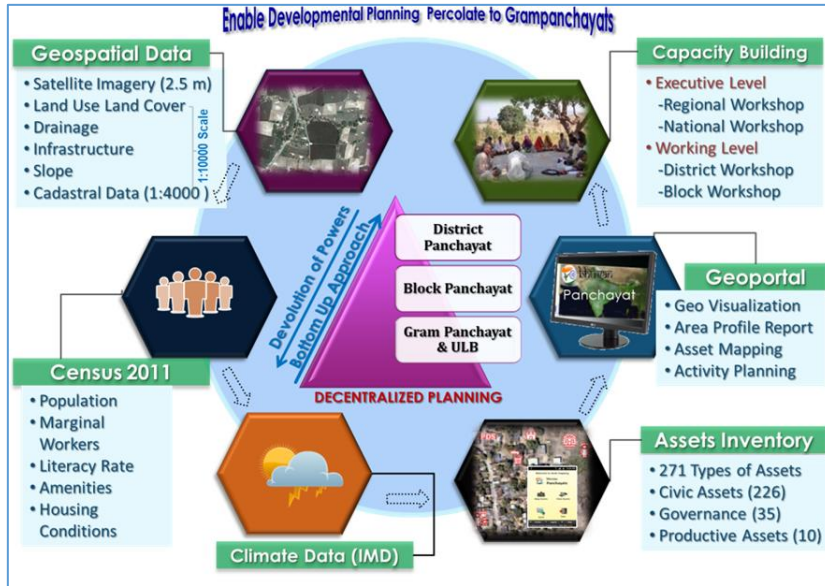 Enable Developmental Planning Percolate to Grampanchayats
Geospatial Data
• Satellite Imagery (2.5 m)
• Land Use Land Cover
• Drainage
• Infrastructure
• Slope
• Cadastral Data (1:4000 )
1:10000 Scale
Capacity Building
• Executive Level
-Regional Workshop
-National Workshop
• Working Level
-District Workshop
-Block Workshop
Devolution of Powers
Bottom Up Approach
District
Panchayat
Block Panchayat
Gram Panchayat
& ULB
DECENTRALIZED PLANNING
bhuvan
Panchayat
Geoportal
• Geo Visualization
• Area Profile Report
• Asset Mapping
• Activity Planning
Census 2011
• Population
• Marginal
Workers
• Literacy Rate
• Amenities
• Housing
Conditions
Climate Data (IMD)
PDS
Panchayat
Assets Inventory
• 271 Types of Assets
• Civic Assets (226)
• Governance (35)
• Productive Assets (10)